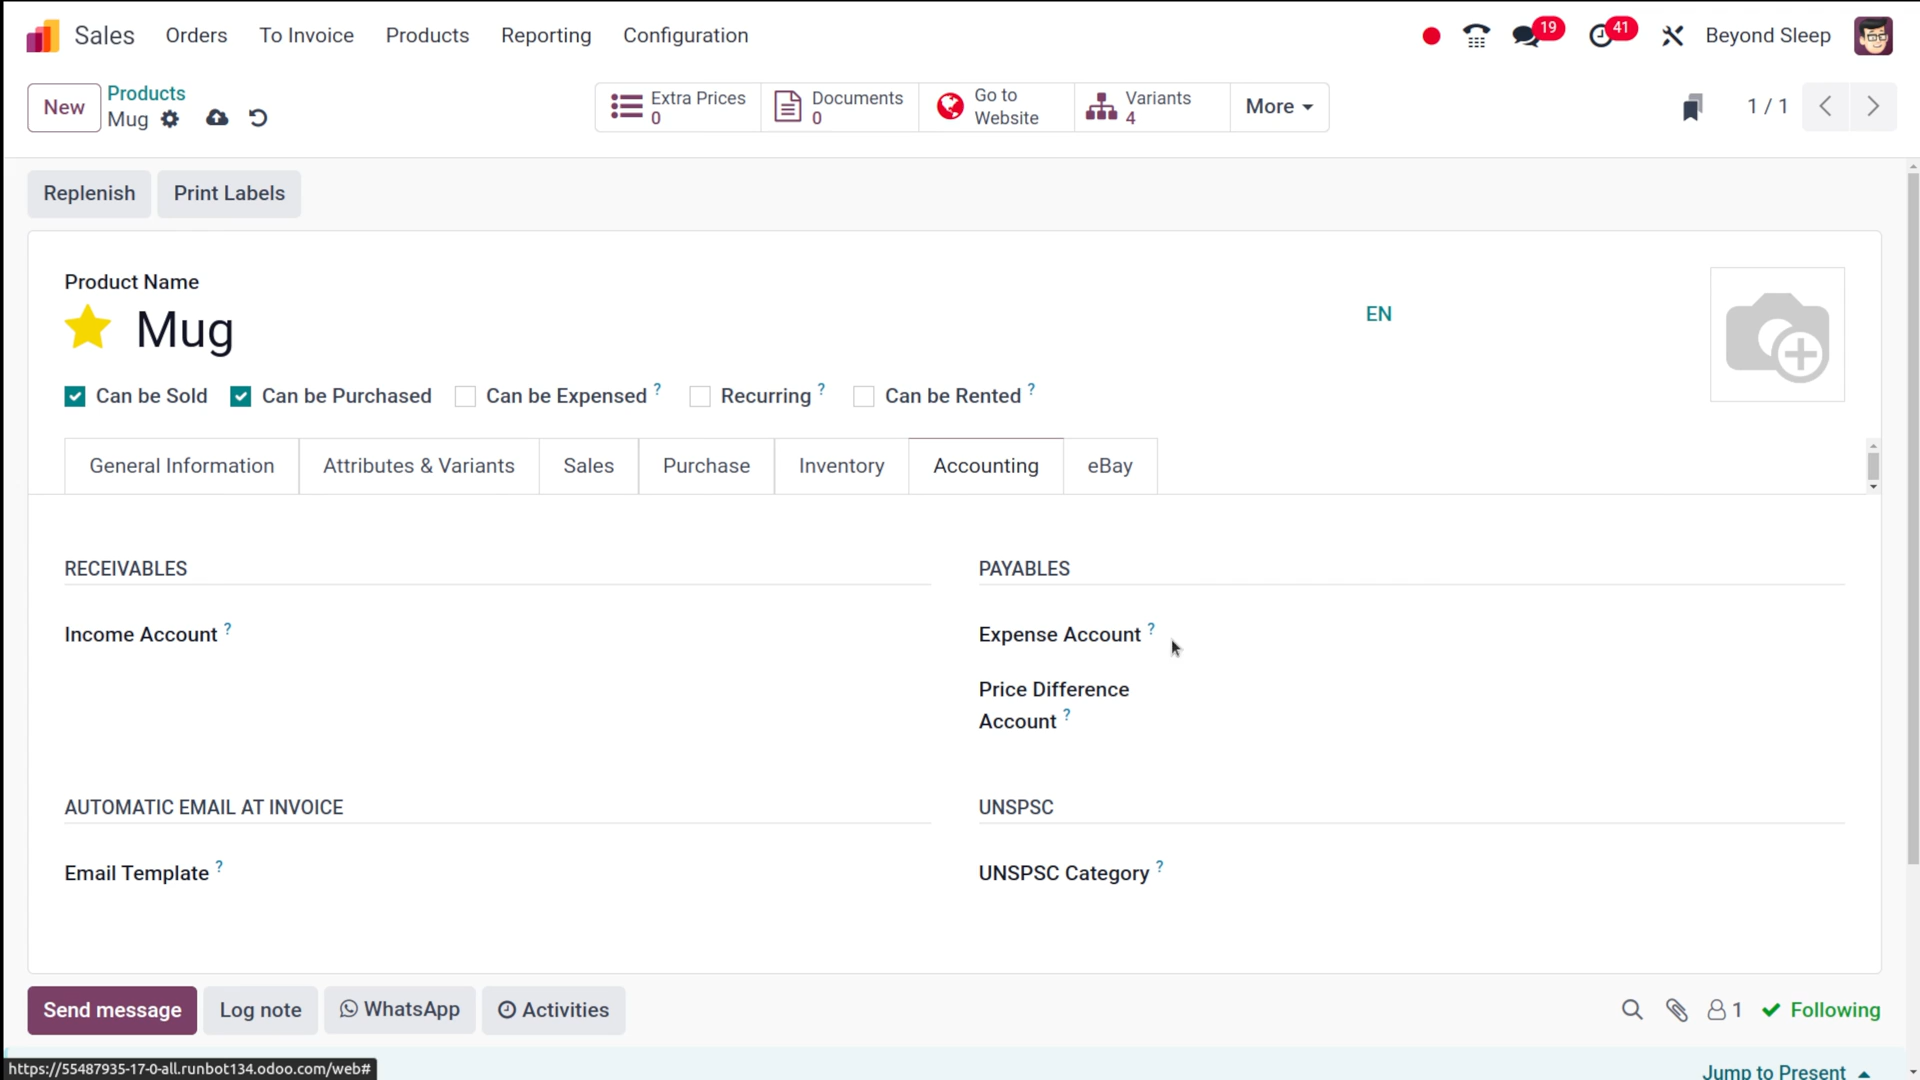 Sales Orders To Invoice Products Reporting Configuration 19 41 Beyond Sleep
New Products
Mug
Extra Prices
0
Documents
0
Go to
Website
Variants
4
More
1 / 1
Replenish Print Labels
Product Name
Mug
EN
Can be Sold Can be Purchased Can be Expensed ? Recurring ? Can be Rented ?
General Information Attributes & Variants Sales Purchase Inventory Accounting eBay
RECEIVABLES
Income Account ?
PAYABLES
Expense Account ?
Price Difference
Account ?
AUTOMATIC EMAIL AT INVOICE
Email Template ?
UNSPSC
UNSPSC Category ?
Send message Log note WhatsApp Activities 1 Following
https://55487935-17-0-all.runbot134.odoo.com/web#
Jump to Present